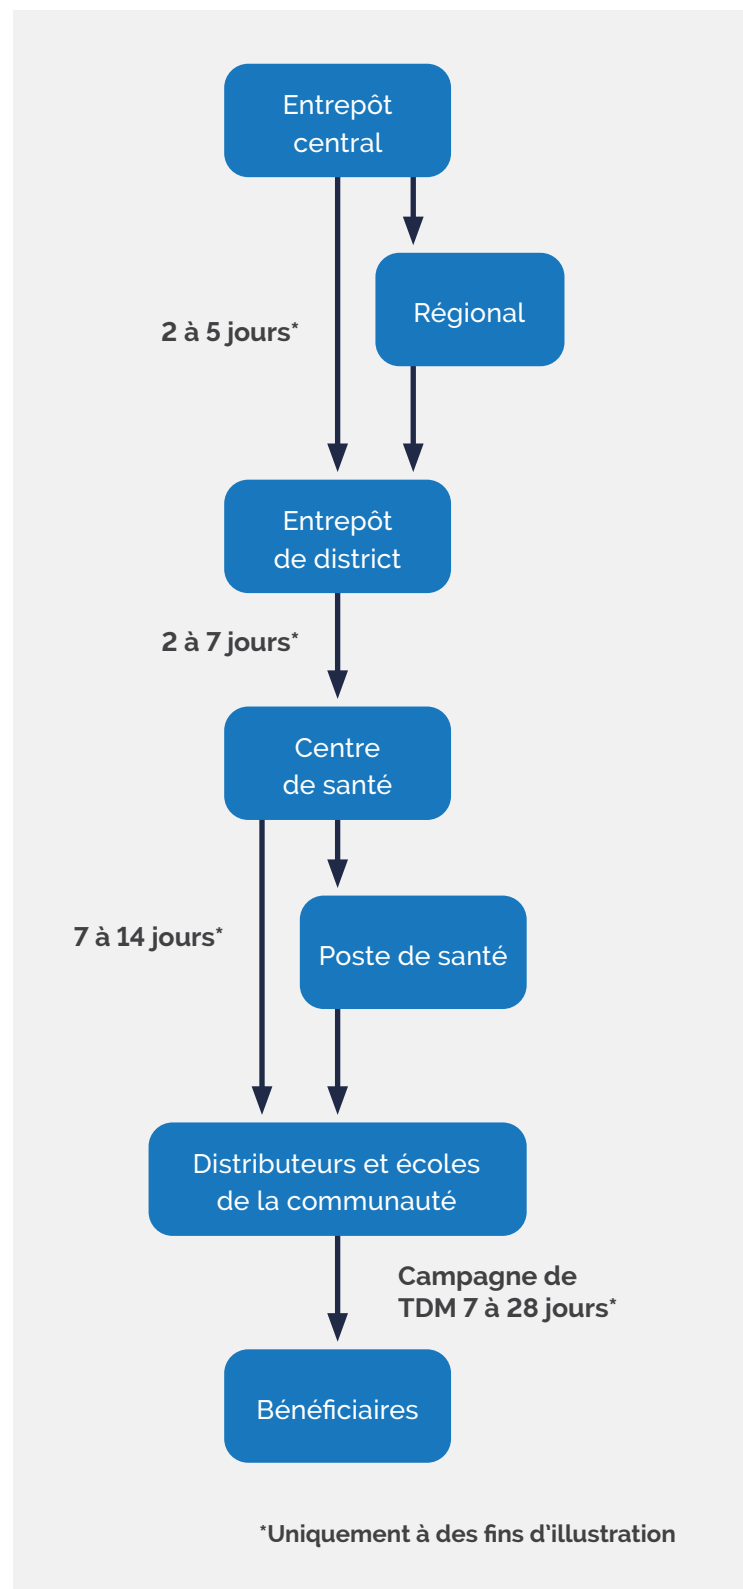 Entrepôt
central
Régional
2 à 5 jours*
Entrepôt
de district
2 à 7 jours*
Centre
de santé
7 à 14 jours*
Poste de santé
Distributeurs et écoles
de la communauté
Campagne de
TDM 7 à 28 jours*
Bénéficiaires
*Uniquement à des fins d’illustration